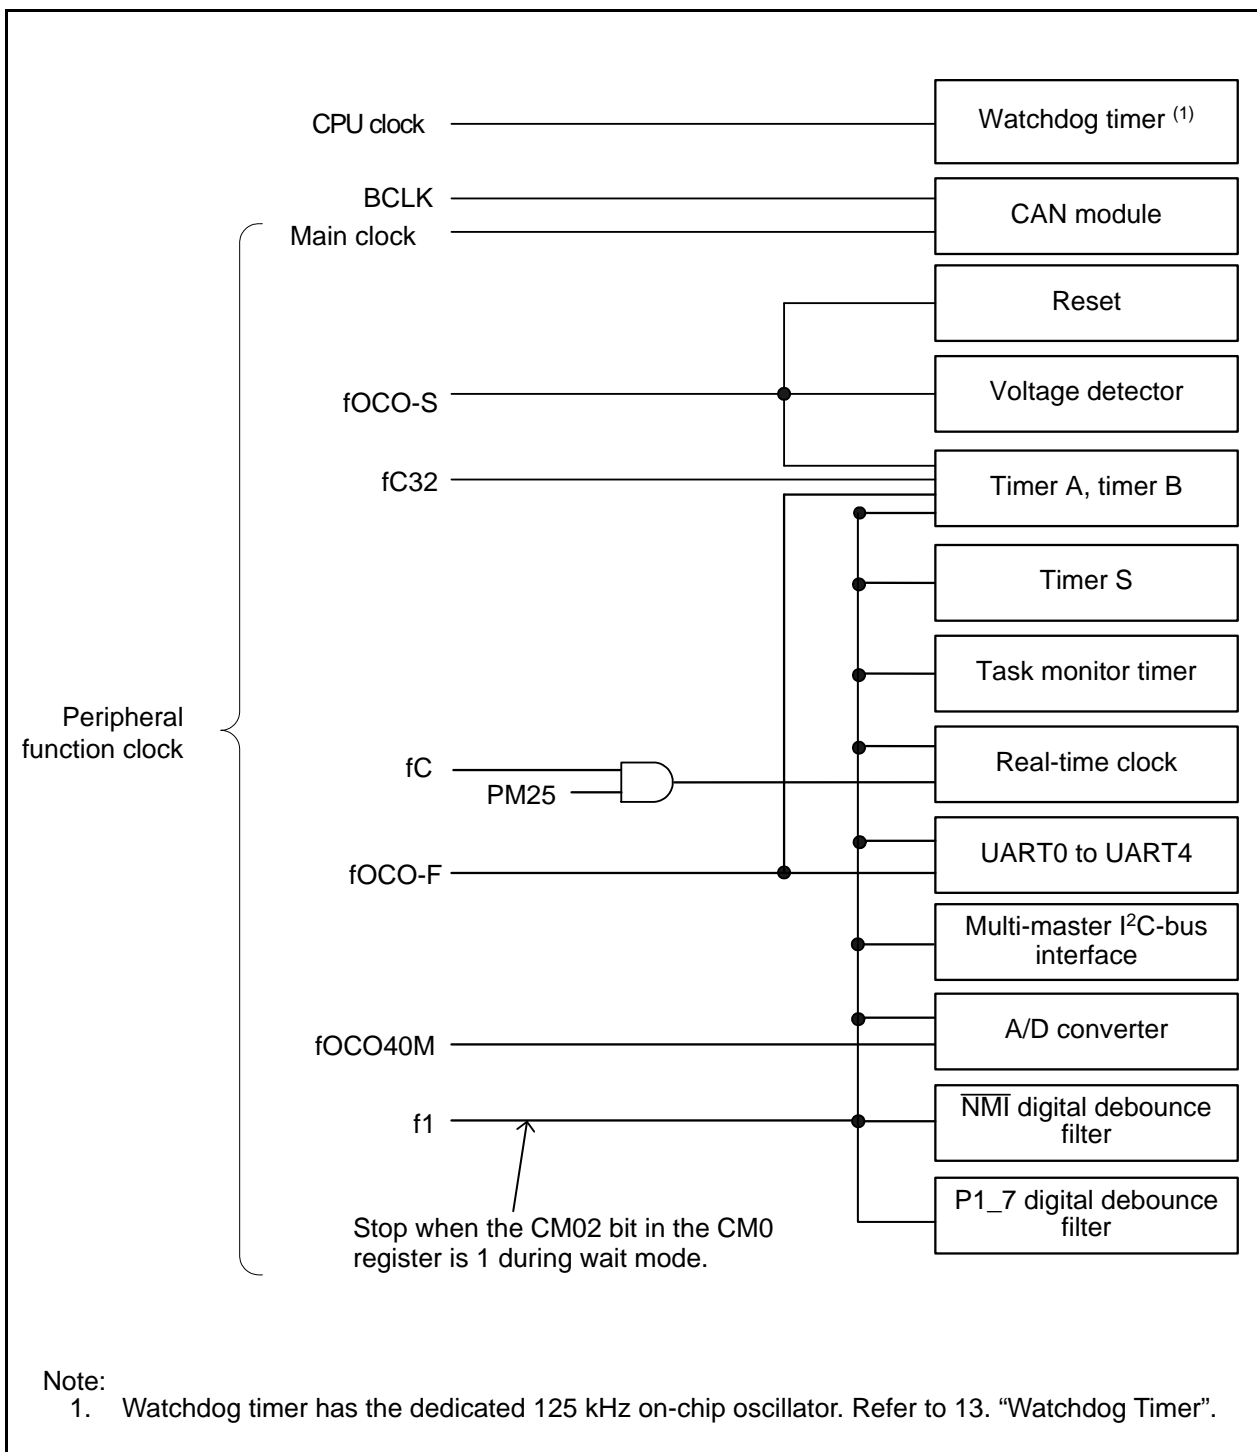 CPU clock
Watchdog timer (1)
BCLK
Main clock
CAN module
Reset
fOCO-S
Voltage detector
fC32
Timer A, timer B
Timer S
Task monitor timer
Peripheral
function clock
fC
PM25
Real-time clock
fOCO-F
UART0 to UART4
Multi-master I²C-bus
interface
fOCO40M
A/D converter
f1
N̅M̅I̅ digital debounce
filter
Stop when the CM02 bit in the CM0
register is 1 during wait mode.
P1_7 digital debounce
filter
Note:
1. Watchdog timer has the dedicated 125 kHz on-chip oscillator. Refer to 13. “Watchdog Timer”.